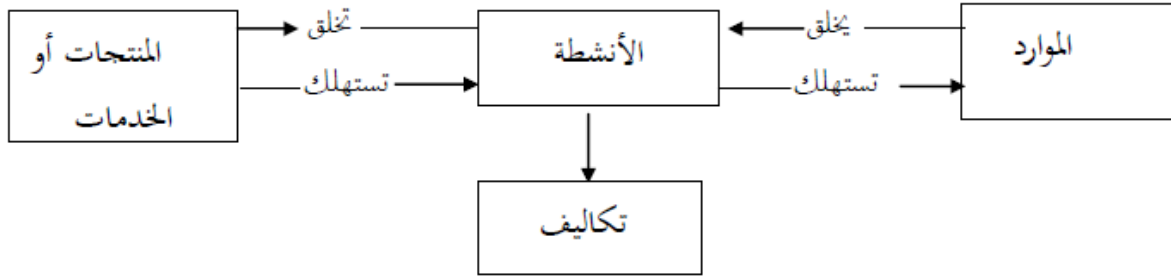 الموارد
يخلق
تستهلك
الأنشطة
تخلق
تستهلك
المنتجات أو
الخدمات
تكاليف